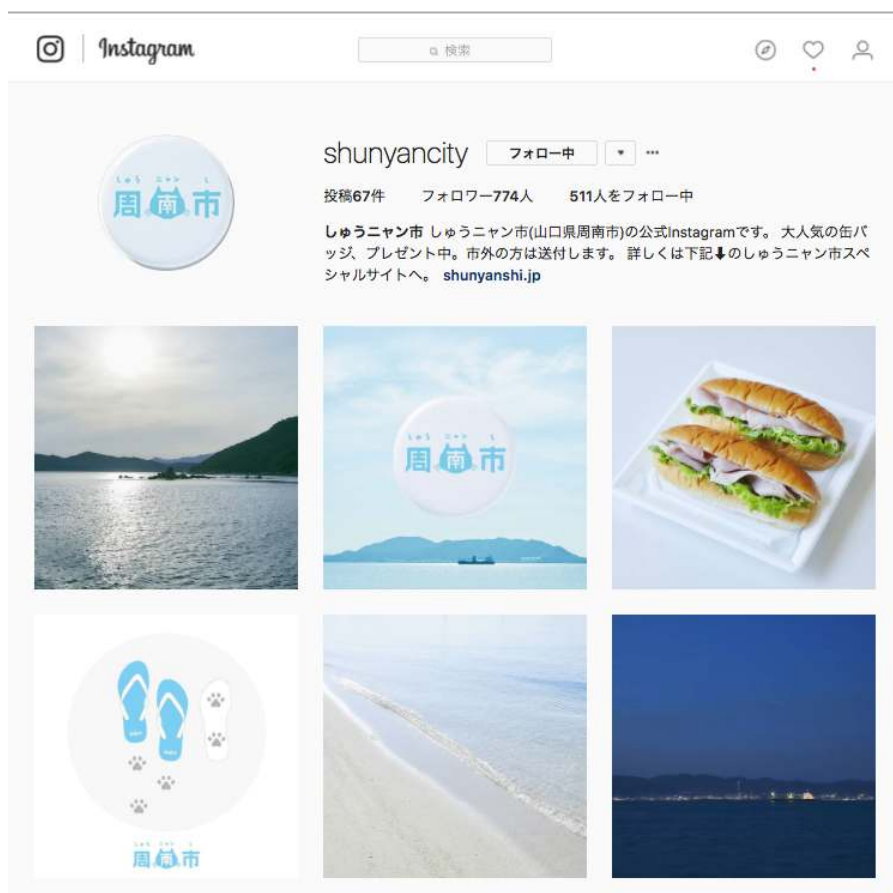 Instagram
検索
shunyancity フォロー中
投稿67件 フォロワー774人 511人をフォロー中
しゅうニャン市 しゅうニャン市(山口県周南市)の公式Instagramです。 大人気の缶バ
ッジ、プレゼント中。市外の方は送付します。 詳しくは下記⬇のしゅうニャン市スペ
シャルサイトへ。 shunyanshi.jp
しゅう ニャン し
周南市
しゅう ニャン し
周南市
しゅう ニャン し
周南市